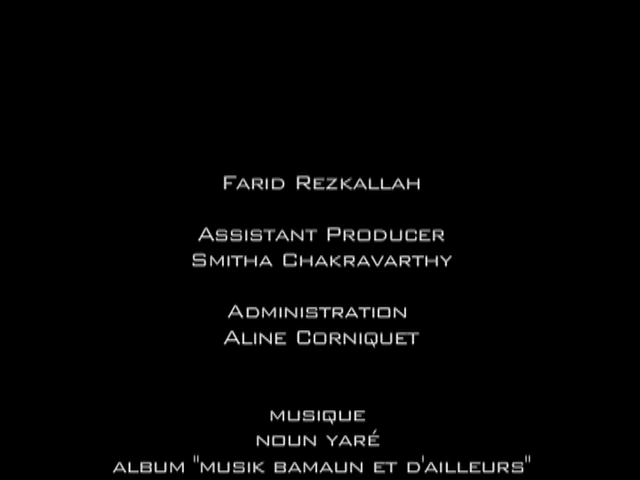 Farid Rezkallah
Assistant Producer
Smitha Chakravarthy
Administration
Aline Corniquet
MUSIQUE
NOUN YARÉ
ALBUM "MUSIK BAMAUN ET D'AILLEURS"